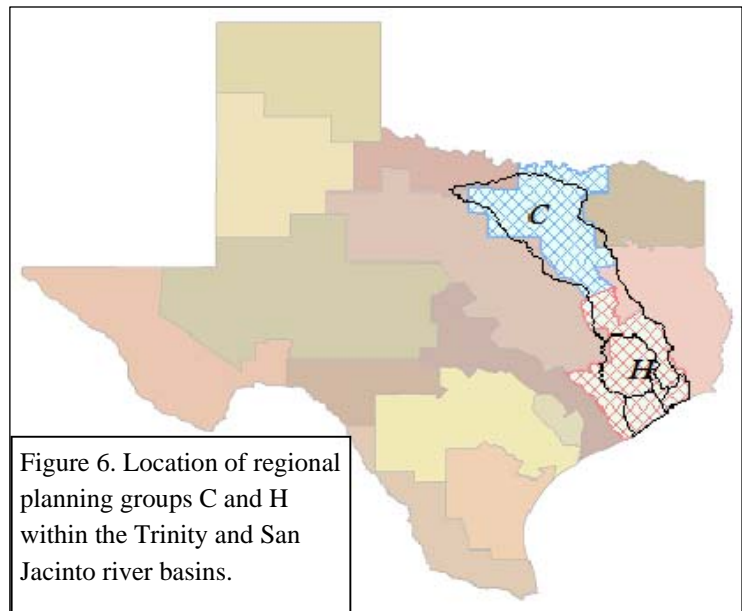 C
H
Figure 6. Location of regional
planning groups C and H
within the Trinity and San
Jacinto river basins.